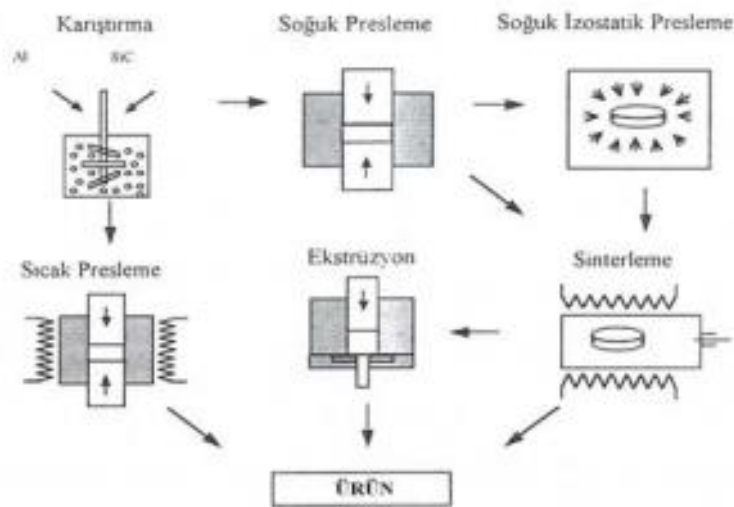 Karıştırma
Soğuk Presleme
Soğuk İzostatik Presleme
Al
SiC
Sıcak Presleme
Ekstrüzyon
Sinterleme
ÜRÜN